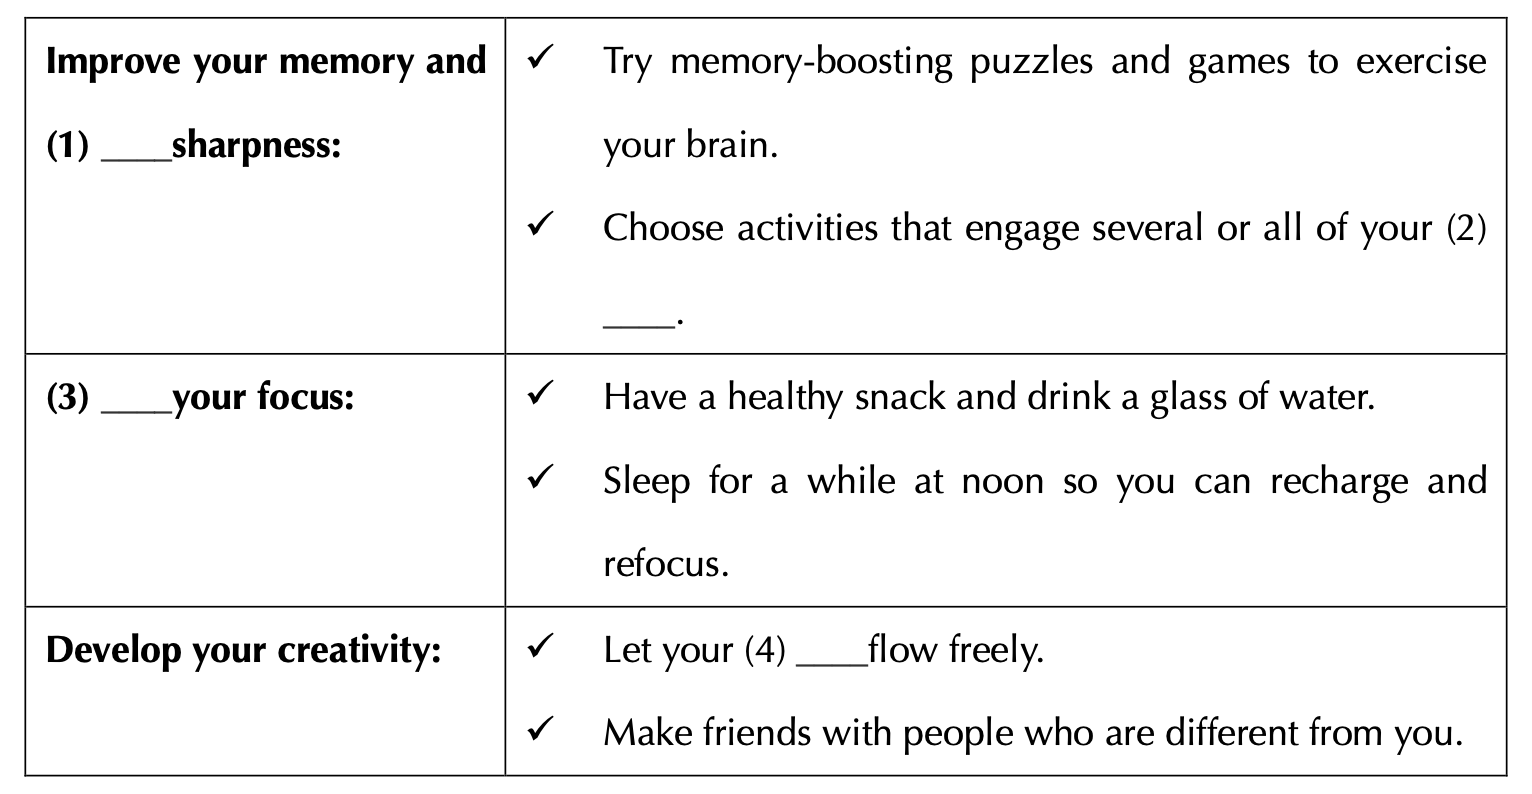 Improve your memory and
(1) ____sharpness:
✓ Try memory-boosting puzzles and games to exercise
your brain.
✓ Choose activities that engage several or all of your (2)
____.
(3) ____your focus:
✓ Have a healthy snack and drink a glass of water.
✓ Sleep for a while at noon so you can recharge and
refocus.
Develop your creativity:
✓ Let your (4) ____flow freely.
✓ Make friends with people who are different from you.